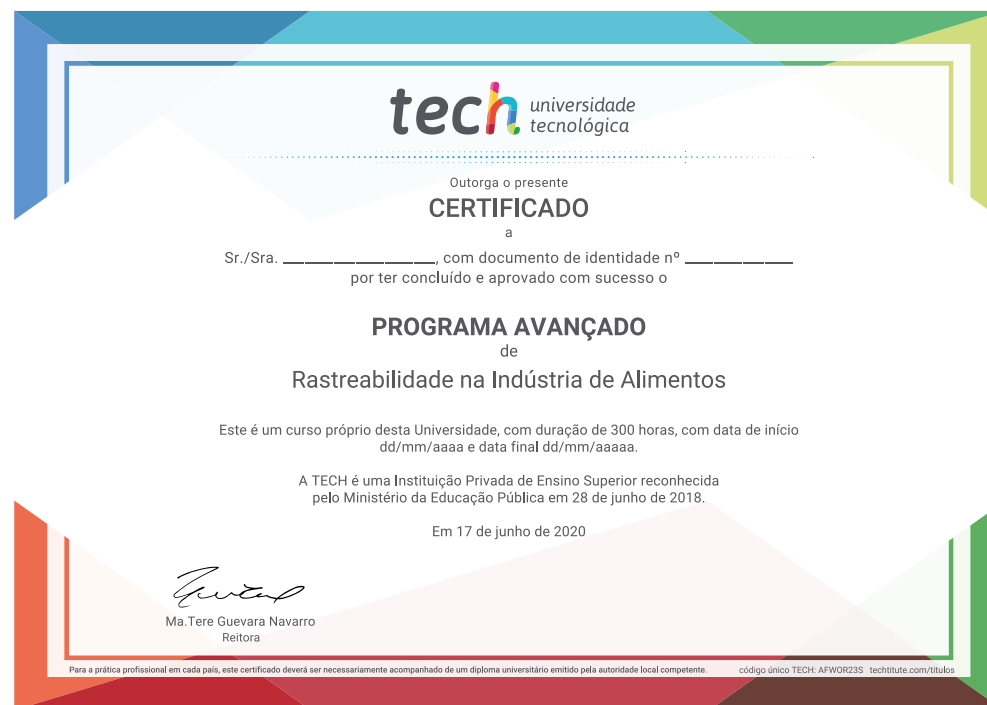 tech universidade
tecnológica
Outorga o presente
CERTIFICADO
a
Sr./Sra. ______________, com documento de identidade nº __________
por ter concluído e aprovado com sucesso o
PROGRAMA AVANÇADO
de
Rastreabilidade na Indústria de Alimentos
Este é um curso próprio desta Universidade, com duração de 300 horas, com data de início
dd/mm/aaaa e data final dd/mm/aaaaa.
A TECH é uma Instituição Privada de Ensino Superior reconhecida
pelo Ministério da Educação Pública em 28 de junho de 2018.
Em 17 de junho de 2020
Ma.Tere Guevara Navarro
Reitora
Para a prática profissional em cada país, este certificado deverá ser necessariamente acompanhado de um diploma universitário emitido pela autoridade local competente. código único TECH: AFWOR23S techtitute.com/titulos